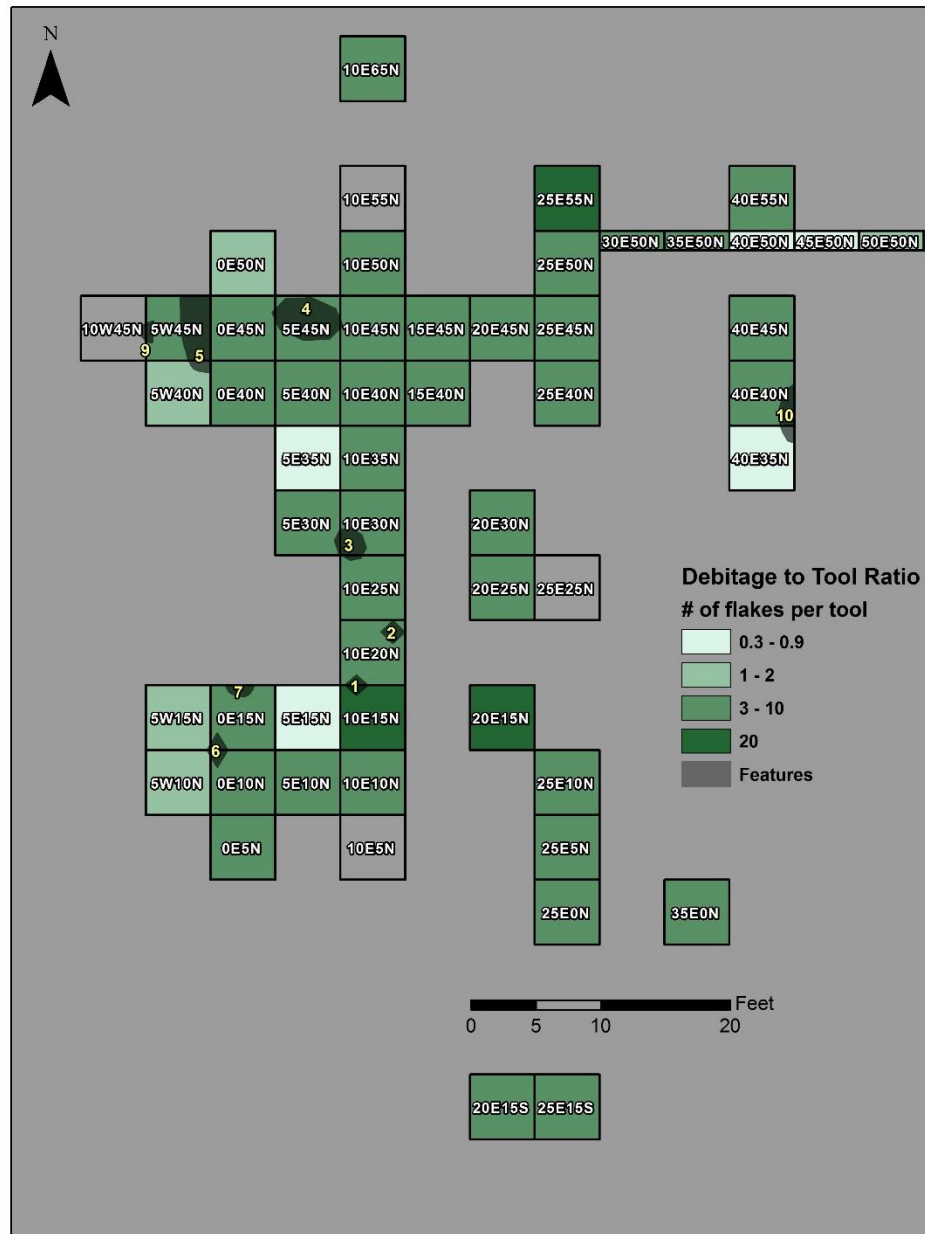 N
10E65N
10E55N
25E55N
40E55N
30E50N 35E50N 40E50N 45E50N 50E50N
0E50N
10E50N
25E50N
4
10W45N 5W45N 0E45N 5E45N 10E45N 15E45N 20E45N 25E45N
40E45N
9
5
5W40N 0E40N 5E40N 10E40N 15E40N
25E40N
40E40N
10
5E35N 10E35N
40E35N
5E30N 10E30N
20E30N
3
10E25N
20E25N 25E25N
2
10E20N
1
7
5W15N 0E15N 5E15N 10E15N
20E15N
6
5W10N 0E10N 5E10N 10E10N
25E10N
0E5N
10E5N
25E5N
25E0N
35E0N
Debitage to Tool Ratio
# of flakes per tool
0.3 - 0.9
1 - 2
3 - 10
20
Features
Feet
0 5 10 20
20E15S 25E15S